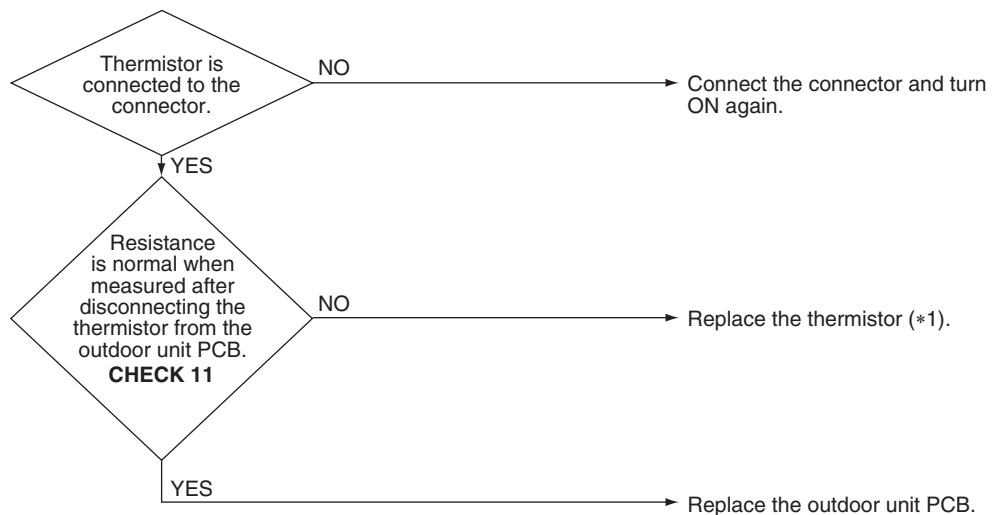 Thermistor is
connected to the
connector.
NO
Connect the connector and turn
ON again.
YES
Resistance
is normal when
measured after
disconnecting the
thermistor from the
outdoor unit PCB.
CHECK 11
NO
Replace the thermistor (*1).
YES
Replace the outdoor unit PCB.